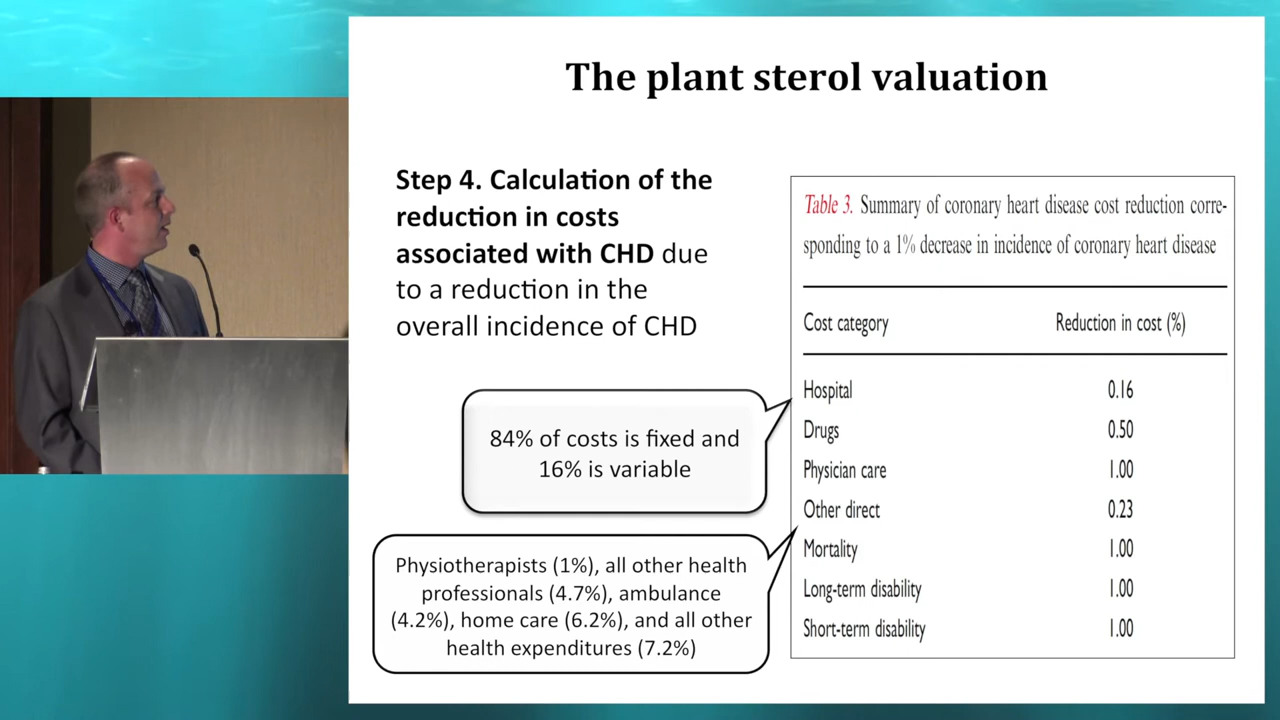 The plant sterol valuation
Step 4. Calculation of the
reduction in costs
associated with CHD due
to a reduction in the
overall incidence of CHD
84% of costs is fixed and
16% is variable
Physiotherapists (1%), all other health
professionals (4.7%), ambulance
(4.2%), home care (6.2%), and all other
health expenditures (7.2%)
Table 3. Summary of coronary heart disease cost reduction corre-
sponding to a 1% decrease in incidence of coronary heart disease
Cost category Reduction in cost (%)
Hospital 0.16
Drugs 0.50
Physician care 1.00
Other direct 0.23
Mortality 1.00
Long-term disability 1.00
Short-term disability 1.00